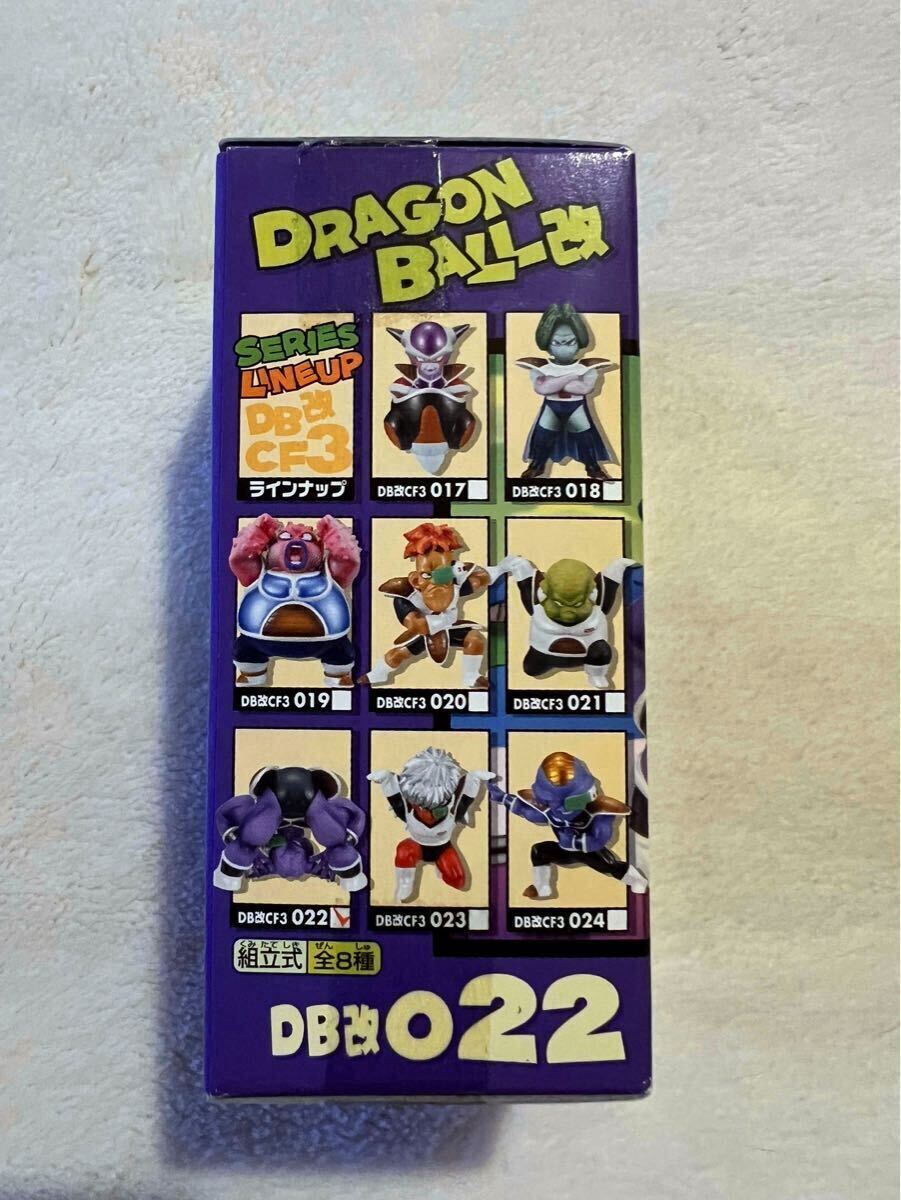 DRAGON
BALL改
SERIES
LINEUP
DB改
CF3
ラインナップ
DB改CF3 017
DB改CF3 018
DB改CF3 019
DB改CF3 020
DB改CF3 021
DB改CF3 022
DB改CF3 023
DB改CF3 024
くみたてしき
組立式
ぜん しゅ
全8種
DB改022